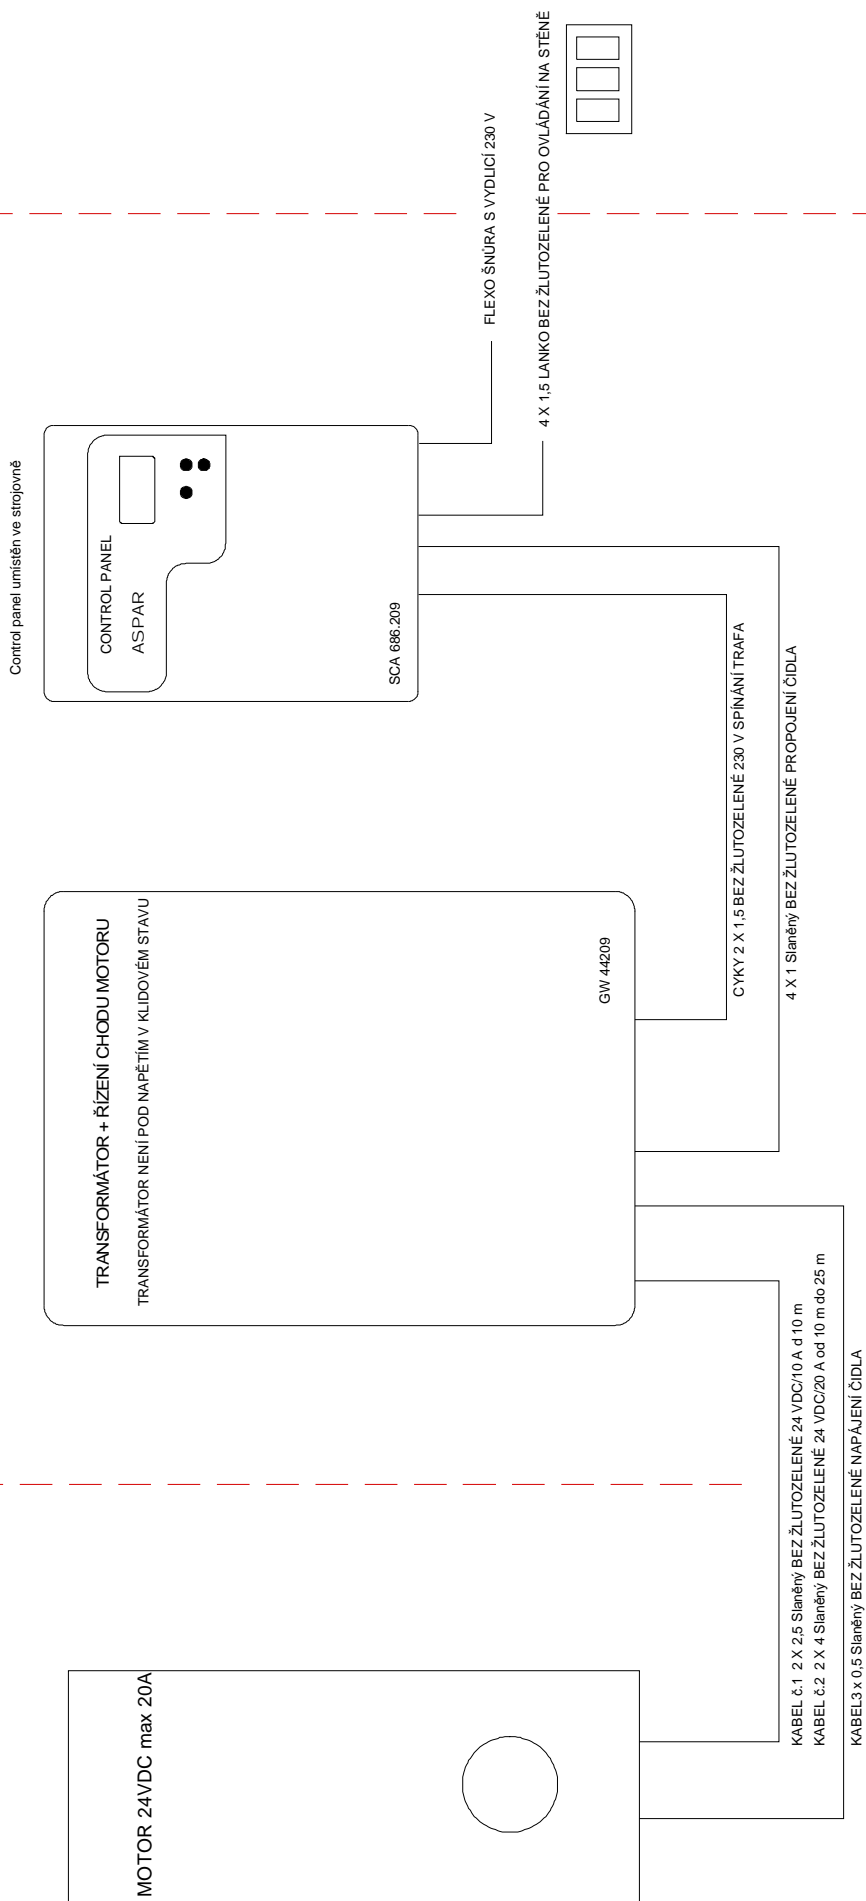 Control panel umistěn ve strojovně
CONTROL PANEL
ASPAR
SCA 686.209
FLEXO ŠNŮRA S VYDLICÍ 230 V
4 X 1,5 LANKO BEZ ŽLUTOZELENÉ PRO OVLÁDÁNÍ NA STĚNĚ
TRANSFORMÁTOR + ŘÍZENÍ CHODU MOTORU
TRANSFORMÁTOR NENÍ POD NAPĚTÍM V KLIDOVÉM STAVU
GW 44209
CYKY 2 X 1,5 BEZ ŽLUTOZELENÉ 230 V SPÍNÁNÍ TRAFA
4 X 1 Slaněný BEZ ŽLUTOZELENÉ PROPOJENÍ ČIDLA
MOTOR 24VDC max 20A
KABEL č.1 2 X 2,5 Slaněný BEZ ŽLUTOZELENÉ 24 VDC/10 A d 10 m
KABEL č.2 2 X 4 Slaněný BEZ ŽLUTOZELENÉ 24 VDC/20 A od 10 m do 25 m
KABEL3 x 0,5 Slaněný BEZ ŽLUTOZELENÉ NAPÁJENÍ ČIDLA